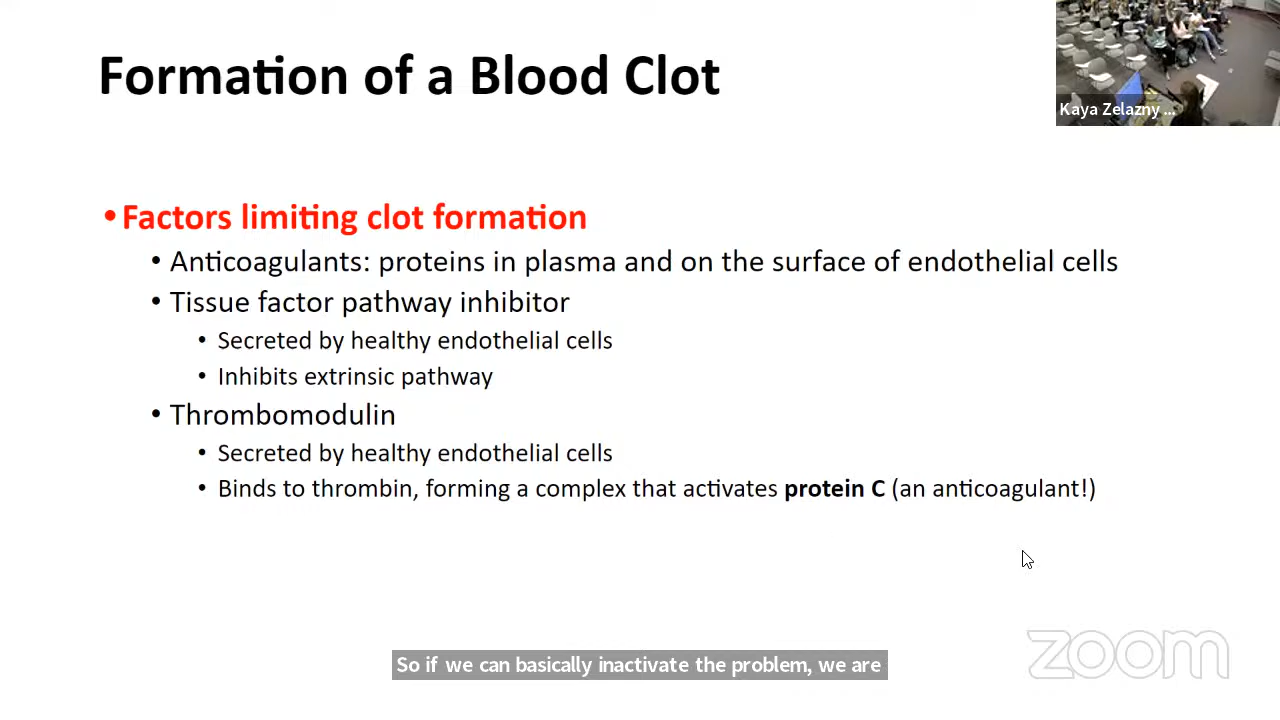 Formation of a Blood Clot
Kaya Zelazny ...
•Factors limiting clot formation
• Anticoagulants: proteins in plasma and on the surface of endothelial cells
• Tissue factor pathway inhibitor
• Secreted by healthy endothelial cells
• Inhibits extrinsic pathway
• Thrombomodulin
• Secreted by healthy endothelial cells
• Binds to thrombin, forming a complex that activates protein C (an anticoagulant!)
zoom
So if we can basically inactivate the problem, we are